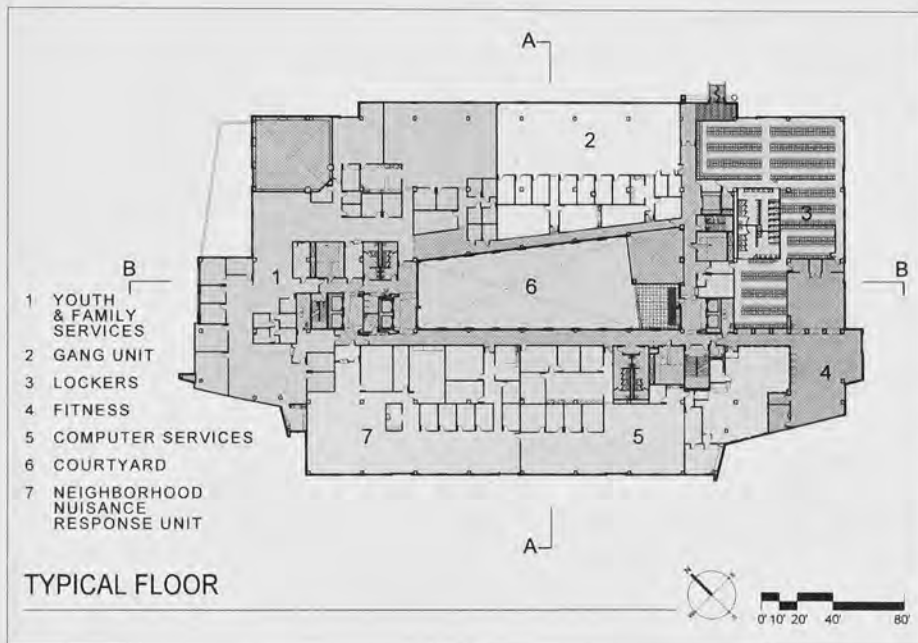 A
2
3
B
B
1
6
4
7
5
1 YOUTH
& FAMILY
SERVICES
2 GANG UNIT
3 LOCKERS
4 FITNESS
5 COMPUTER SERVICES
6 COURTYARD
7 NEIGHBORHOOD
NUISANCE
RESPONSE UNIT
A
TYPICAL FLOOR
0' 10' 20' 40' 80'